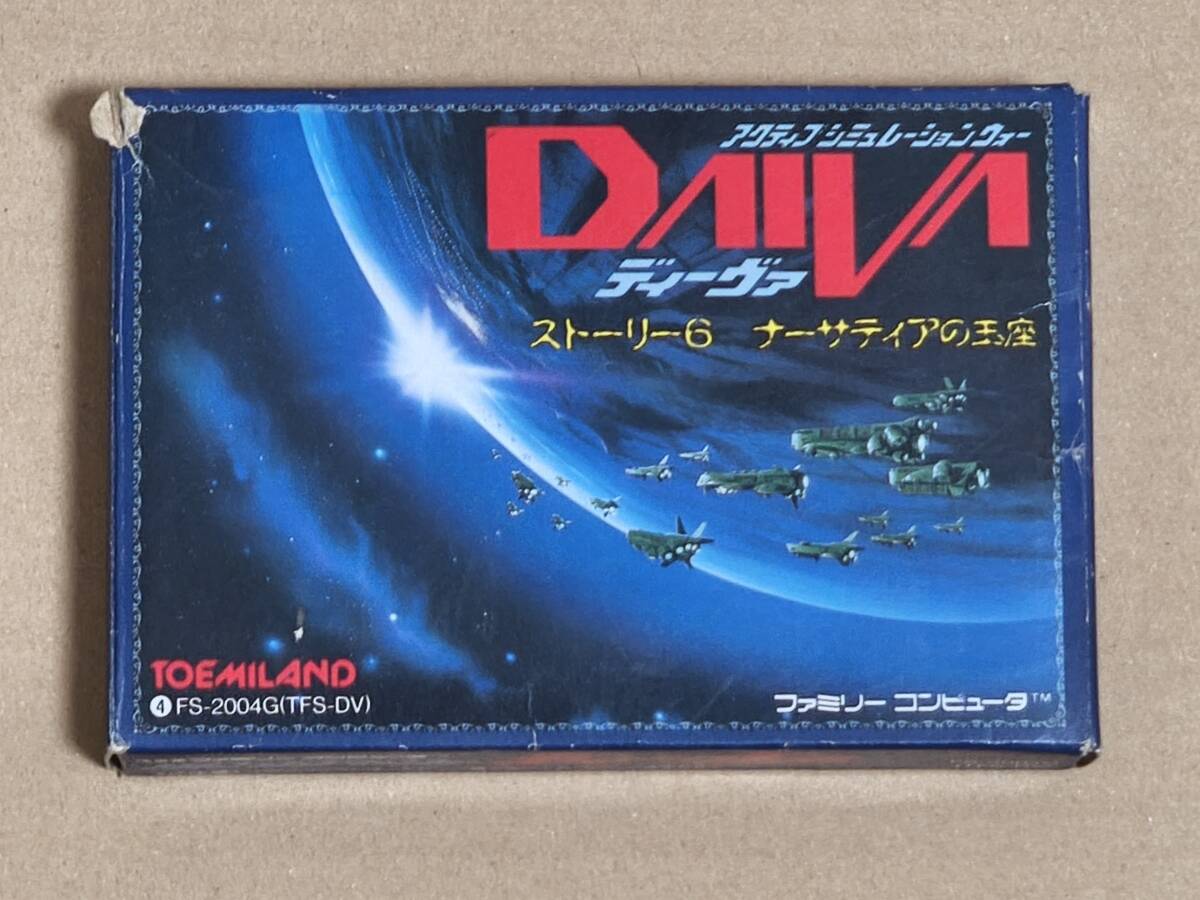 アクティブシミュレーションウォー
DAIVA
ディーヴァ
ストーリー6 ナーサティアの玉座
TOEMILAND
④FS-2004G(TFS-DV)
ファミリー コンピュータ™